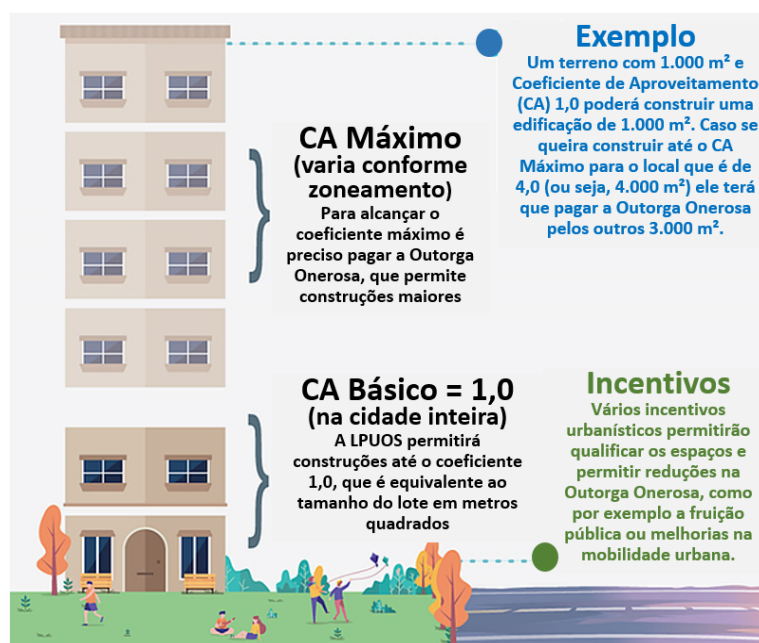 Exemplo
Um terreno com 1.000 m² e
Coeficiente de Aproveitamento
(CA) 1,0 poderá construir uma
edificação de 1.000 m². Caso se
queira construir até o CA
Máximo para o local que é de
4,0 (ou seja, 4.000 m²) ele terá
que pagar a Outorga Onerosa
pelos outros 3.000 m².
CA Máximo
(varia conforme
zoneamento)
Para alcançar o
coeficiente máximo é
preciso pagar a Outorga
Onerosa, que permite
construções maiores
CA Básico = 1,0
(na cidade inteira)
A LPUOS permitirá
construções até o coeficiente
1,0, que é equivalente ao
tamanho do lote em metros
quadrados
Incentivos
Vários incentivos
urbanísticos permitirão
qualificar os espaços e
permitir reduções na
Outorga Onerosa, como
por exemplo a fruição
pública ou melhorias na
mobilidade urbana.